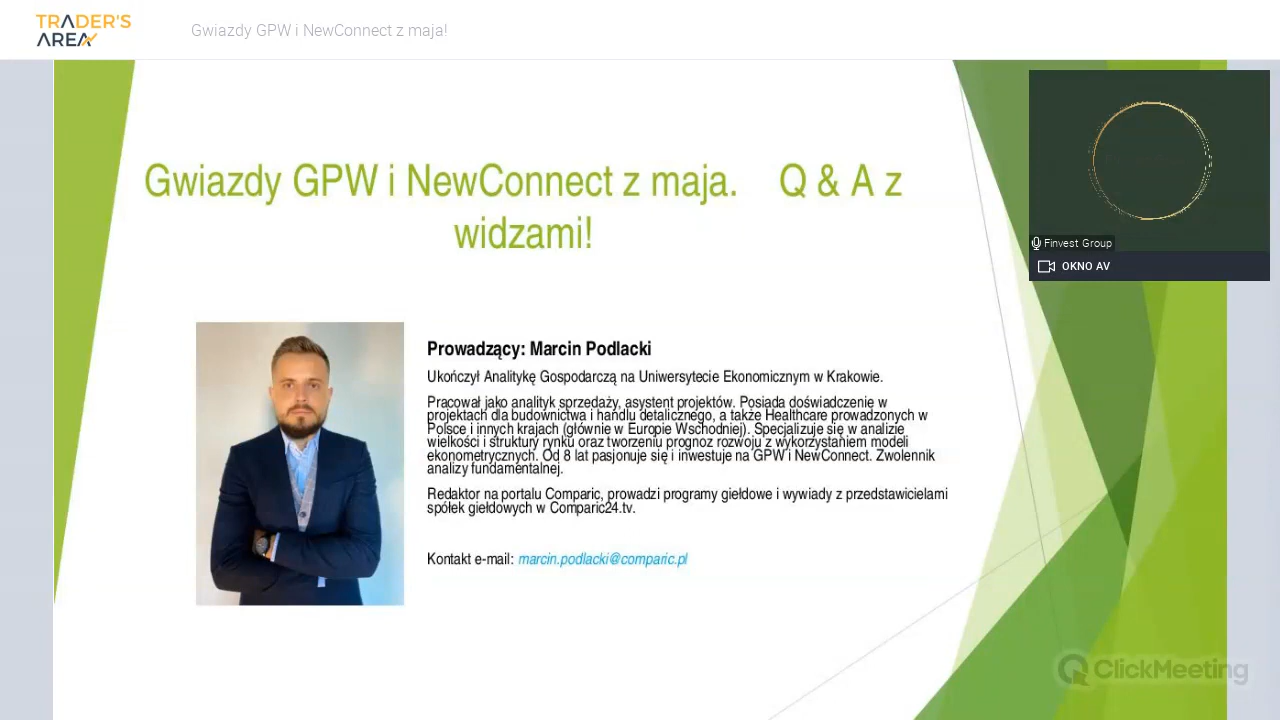 TRADER'S
AREA
Gwiazdy GPW i NewConnect z maja!
Gwiazdy GPW i NewConnect z maja. Q & A z
widzami!
Finvest Group
OKNO AV
Prowadzący: Marcin Podlacki
Ukończył Analitykę Gospodarczą na Uniwersytecie Ekonomicznym w Krakowie.
Pracował jako analityk sprzedaży, asystent projektów. Posiada doświadczenie w
projektach dla budownictwa i handlu detalicznego, a także Healthcare prowadzonych w
Polsce i innych krajach (głównie w Europie Wschodniej). Specjalizuje się w analizie
wielkości i struktury rynku oraz tworzeniu prognoz rozwoju z wykorzystaniem modeli
ekonometrycznych. Od 8 lat pasjonuje się i inwestuje na GPW i NewConnect. Zwolennik
analizy fundamentalnej.
Redaktor na portalu Comparic, prowadzi programy giełdowe i wywiady z przedstawicielami
spółek giełdowych w Comparic24.tv.
Kontakt e-mail: marcin.podlacki@comparic.pl
ClickMeeting